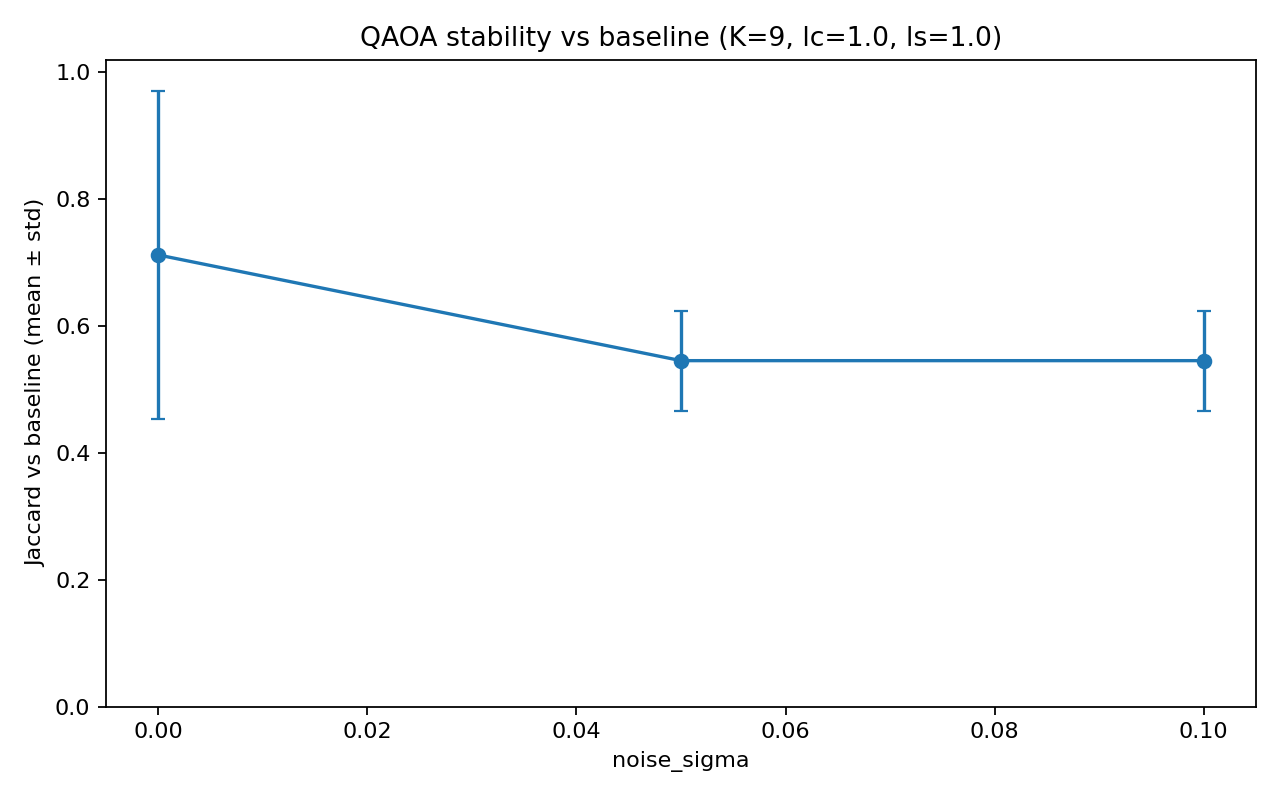 QAOA stability vs baseline (K=9, lc=1.0, ls=1.0)
Jaccard vs baseline (mean ± std)
1.0
0.8
0.6
0.4
0.2
0.0
0.00 0.02 0.04 0.06 0.08 0.10
noise_sigma